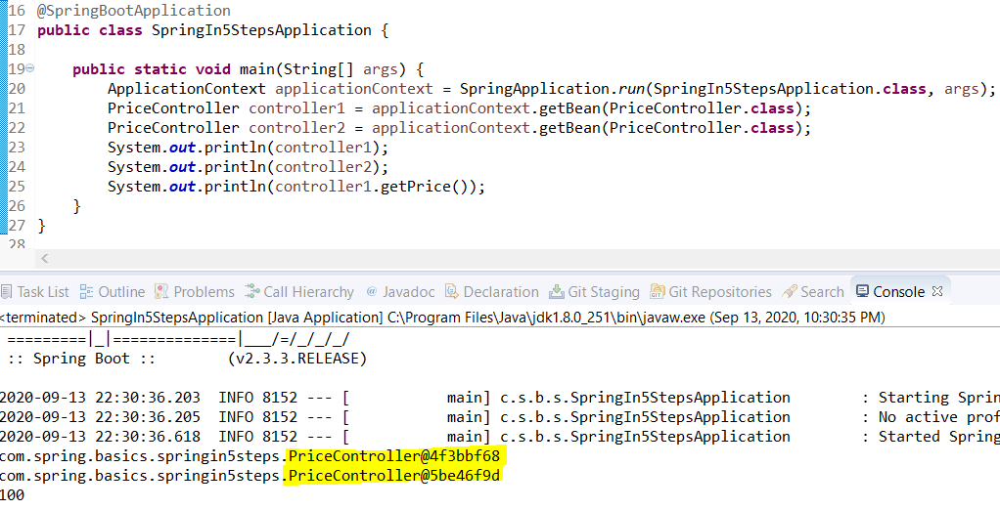 16 @SpringBootApplication
17 public class SpringIn5StepsApplication {
18
19 public static void main(String[] args) {
20 ApplicationContext applicationContext = SpringApplication.run(SpringIn5StepsApplication.class, args);
21 PriceController controller1 = applicationContext.getBean(PriceController.class);
22 PriceController controller2 = applicationContext.getBean(PriceController.class);
23 System.out.println(controller1);
24 System.out.println(controller2);
25 System.out.println(controller1.getPrice());
26 }
27 }
28
Task List Outline Problems Call Hierarchy @ Javadoc Declaration Git Staging Git Repositories Search Console
<terminated> SpringIn5StepsApplication [Java Application] C:\Program Files\Java\jdk1.8.0_251\bin\javaw.exe (Sep 13, 2020, 10:30:35 PM)
=========|_|==============|___/=/_/_/_/
:: Spring Boot :: (v2.3.3.RELEASE)
2020-09-13 22:30:36.203 INFO 8152 --- [ main] c.s.b.s.SpringIn5StepsApplication : Starting Sprin
2020-09-13 22:30:36.205 INFO 8152 --- [ main] c.s.b.s.SpringIn5StepsApplication : No active prof
2020-09-13 22:30:36.618 INFO 8152 --- [ main] c.s.b.s.SpringIn5StepsApplication : Started Spring
com.spring.basics.springin5steps.PriceController@4f3bbf68
com.spring.basics.springin5steps.PriceController@5be46f9d
100